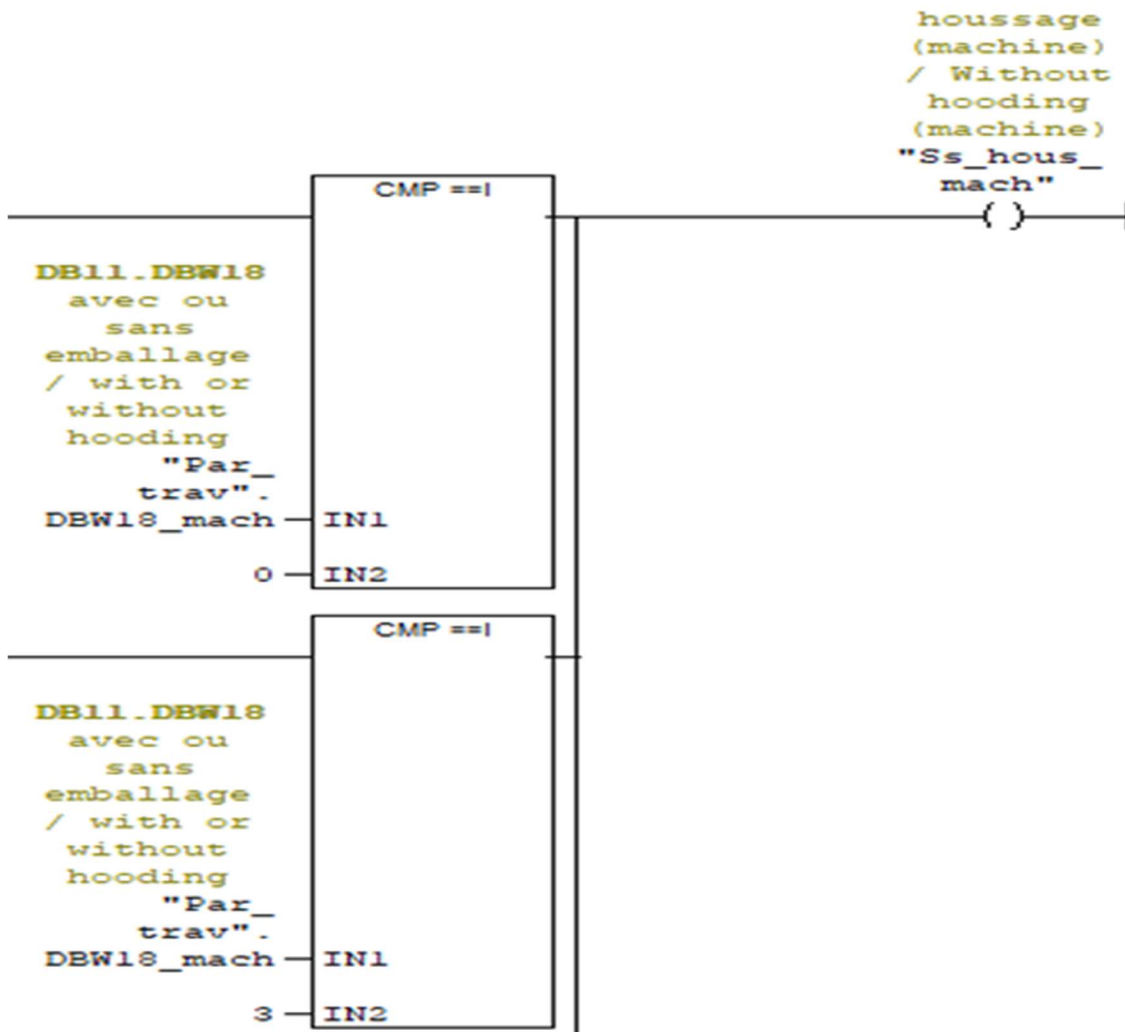 houssage
(machine)
/ Without
hooding
(machine)
"Ss_hous_
mach"
( )
CMP ==I
DB11.DBW18
avec ou
sans
emballage
/ with or
without
hooding
"Par_
trav".
DBW18_mach
IN1
0
IN2
CMP ==I
DB11.DBW18
avec ou
sans
emballage
/ with or
without
hooding
"Par_
trav".
DBW18_mach
IN1
3
IN2